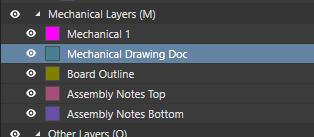 Mechanical Layers (M)
Mechanical 1
Mechanical Drawing Doc
Board Outline
Assembly Notes Top
Assembly Notes Bottom
Other Layers (O)